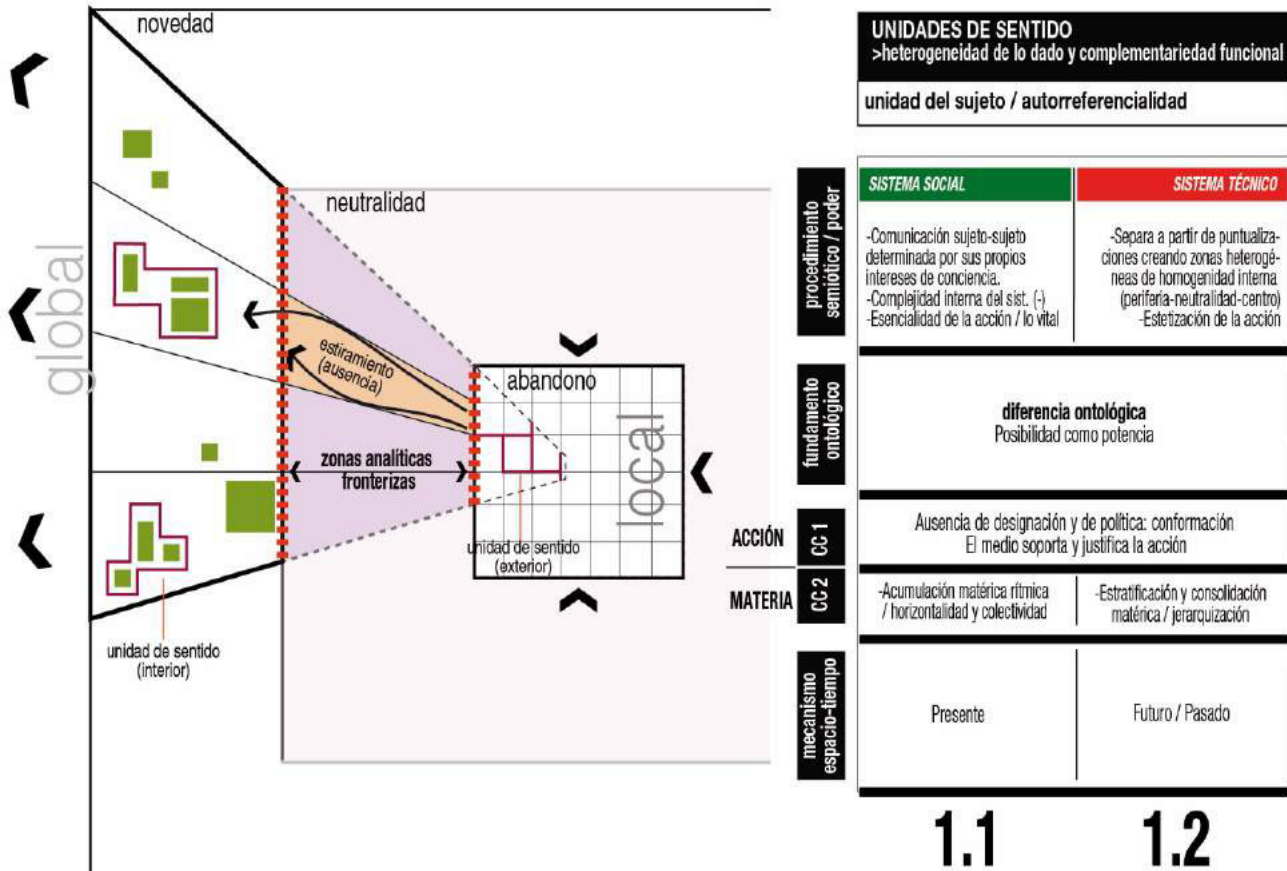 novedad
neutralidad
global
estiramiento
(ausencia)
abandono
local
zonas analíticas
fronterizas
unidad de sentido
(exterior)
unidad de sentido
(interior)
UNIDADES DE SENTIDO
>heterogeneidad de lo dado y complementariedad funcional
unidad del sujeto / autorreferencialidad
procedimiento
semiótico / poder
SISTEMA SOCIAL
SISTEMA TÉCNICO
-Comunicación sujeto-sujeto
determinada por sus propios
intereses de conciencia.
-Complejidad interna del sist. (-)
-Esencialidad de la acción / lo vital
-Separa a partir de puntualiza-
ciones creando zonas heterogé-
neas de homogenidad interna
(periferia-neutralidad-centro)
-Estetización de la acción
fundamento
ontológico
diferencia ontológica
Posibilidad como potencia
ACCIÓN
CC 1
Ausencia de designación y de política: conformación
El medio soporta y justifica la acción
MATERIA
CC 2
-Acumulación matérica rítmica
/ horizontalidad y colectividad
-Estratificación y consolidación
matérica / jerarquización
mecanismo
espacio-tiempo
Presente
Futuro / Pasado
1.1
1.2